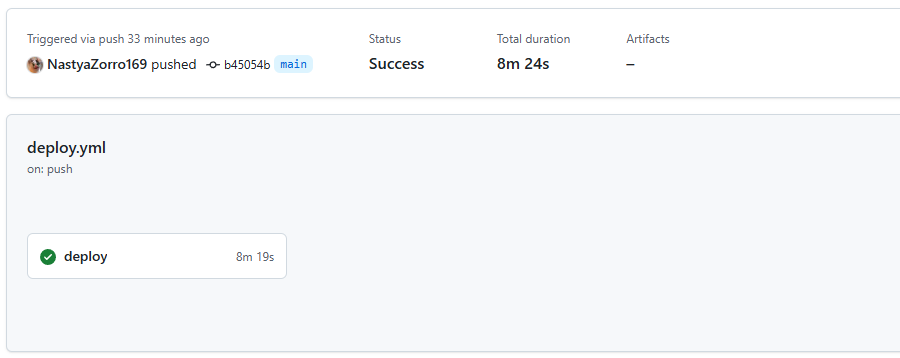 Triggered via push 33 minutes ago
Status
Total duration
Artifacts
NastyaZorro169 pushed b45054b main
Success
8m 24s
–
deploy.yml
on: push
deploy 8m 19s